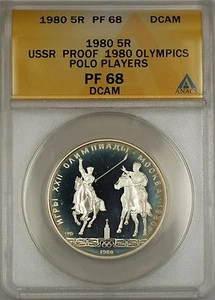 1980 5R PF 68 DCAM
1980 5R
USSR PROOF 1980 OLYMPICS
POLO PLAYERS
PF 68
DCAM
ANACS
ИГРЫ XXII ОЛИМПИАДЫ МОСКВА
1980